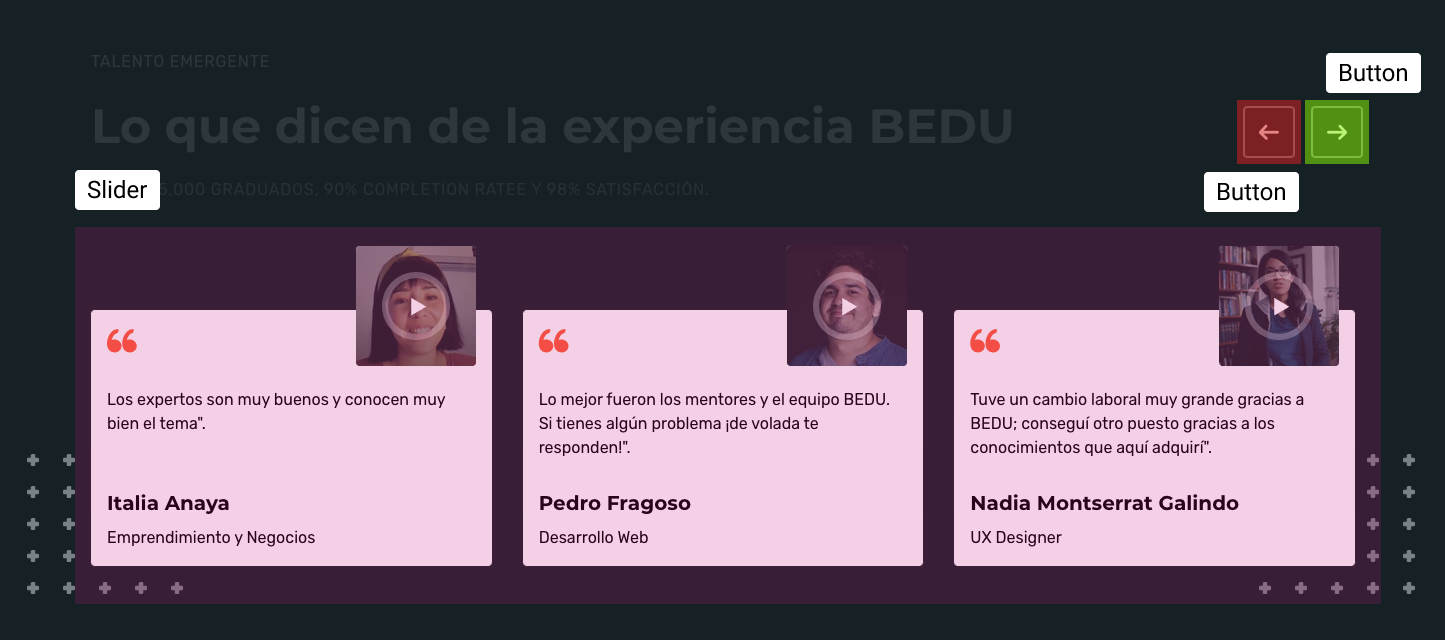 TALENTO EMERGENTE
Button
Lo que dicen de la experiencia BEDU
Slider
5,000 GRADUADOS, 90% COMPLETION RATEE Y 98% SATISFACCIÓN.
Button
“
Los expertos son muy buenos y conocen muy
bien el tema".
Italia Anaya
Emprendimiento y Negocios
“
Lo mejor fueron los mentores y el equipo BEDU.
Si tienes algún problema ¡de volada te
responden!".
Pedro Fragoso
Desarrollo Web
“
Tuve un cambio laboral muy grande gracias a
BEDU; conseguí otro puesto gracias a los
conocimientos que aquí adquirí".
Nadia Montserrat Galindo
UX Designer